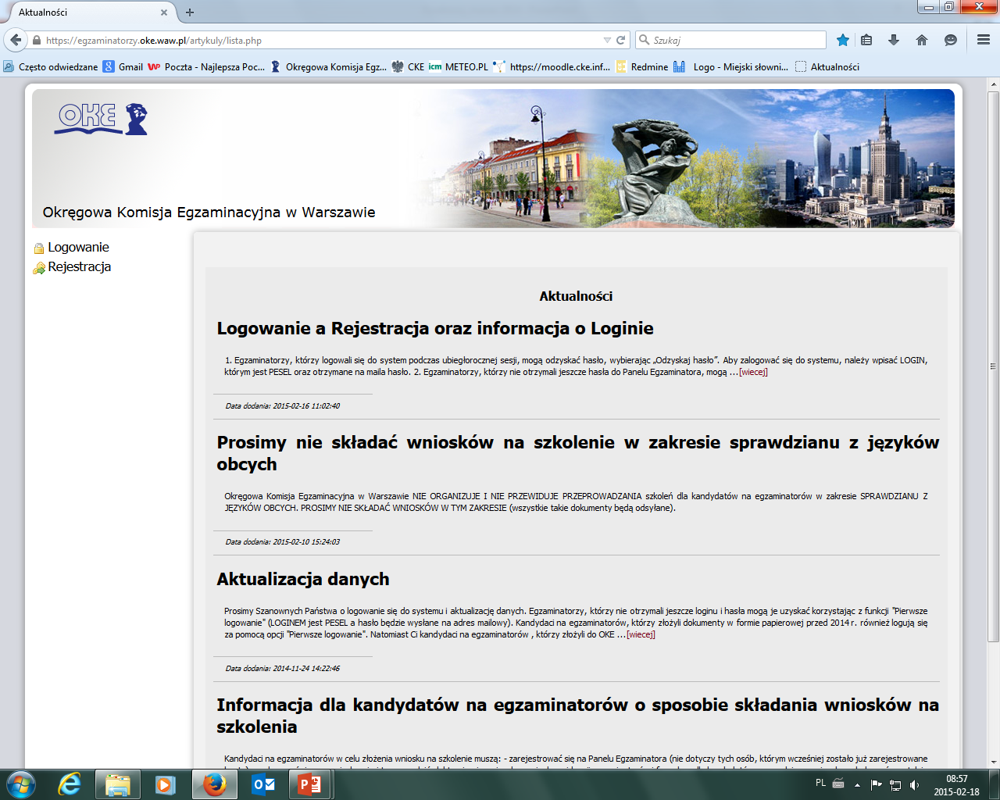 Aktualności
https://egzaminatorzy.oke.waw.pl/artykuly/lista.php
Szukaj
Często odwiedzane
Gmail
Poczta - Najlepsza Poc...
Okręgowa Komisja Egz...
CKE
METEO.PL
https://moodle.cke.inf...
Redmine
Logo - Miejski słowni...
Aktualności
OKE
Okręgowa Komisja Egzaminacyjna w Warszawie
Logowanie
Rejestracja
Aktualności
Logowanie a Rejestracja oraz informacja o Loginie
1. Egzaminatorzy, którzy logowali się do system podczas ubiegłorocznej sesji, mogą odzyskać hasło, wybierając „Odzyskaj hasło”. Aby zalogować się do systemu, należy wpisać LOGIN,
którym jest PESEL oraz otrzymane na maila hasło. 2. Egzaminatorzy, którzy nie otrzymali jeszcze hasła do Panelu Egzaminatora, mogą ...[wiecej]
Data dodania: 2015-02-16 11:02:40
Prosimy nie składać wniosków na szkolenie w zakresie sprawdzianu z języków
obcych
Okręgowa Komisja Egzaminacyjna w Warszawie NIE ORGANIZUJE I NIE PRZEWIDUJE PRZEPROWADZANIA szkoleń dla kandydatów na egzaminatorów w zakresie SPRAWDZIANU Z
JĘZYKÓW OBCYCH. PROSIMY NIE SKŁADAĆ WNIOSKÓW W TYM ZAKRESIE (wszystkie takie dokumenty będą odsyłane).
Data dodania: 2015-02-10 15:24:03
Aktualizacja danych
Prosimy Szanownych Państwa o logowanie się do systemu i aktualizację danych. Egzaminatorzy, którzy nie otrzymali jeszcze loginu i hasła mogą je uzyskać korzystając z funkcji "Pierwsze
logowanie" (LOGINEM jest PESEL a hasło będzie wysłane na adres mailowy). Kandydaci na egzaminatorów, którzy złożyli dokumenty w formie papierowej przed 2014 r. również logują się
za pomocą opcji "Pierwsze logowanie". Natomiast Ci kandydaci na egzaminatorów , którzy złożyli do OKE ...[wiecej]
Data dodania: 2014-11-24 14:22:46
Informacja dla kandydatów na egzaminatorów o sposobie składania wniosków na
szkolenia
Kandydaci na egzaminatorów w celu złożenia wniosku na szkolenie muszą: - zarejestrować się na Panelu Egzaminatora (nie dotyczy tych osób, którym wcześniej zostało już zarejestrowane
PL
08:57
2015-02-18